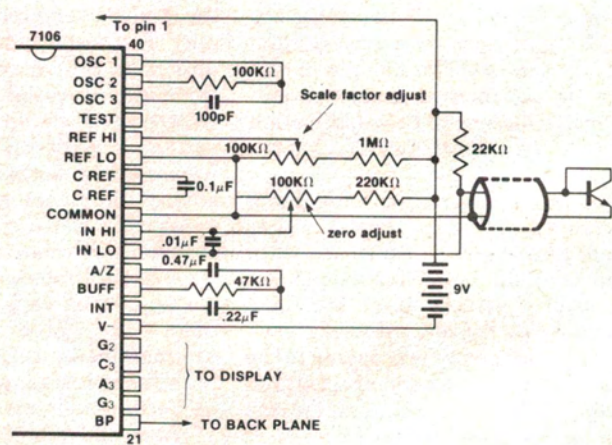 To pin 1
7106
40
OSC 1
OSC 2
100KΩ
OSC 3
100pF
TEST
Scale factor adjust
REF HI
REF LO
100KΩ
1MΩ
22KΩ
C REF
0.1μF
C REF
100KΩ
220KΩ
COMMON
IN HI
.01μF
zero adjust
IN LO
0.47μF
A/Z
BUFF
47KΩ
9V
INT
.22μF
V−
G2
C3
TO DISPLAY
A3
G3
BP
TO BACK PLANE
21